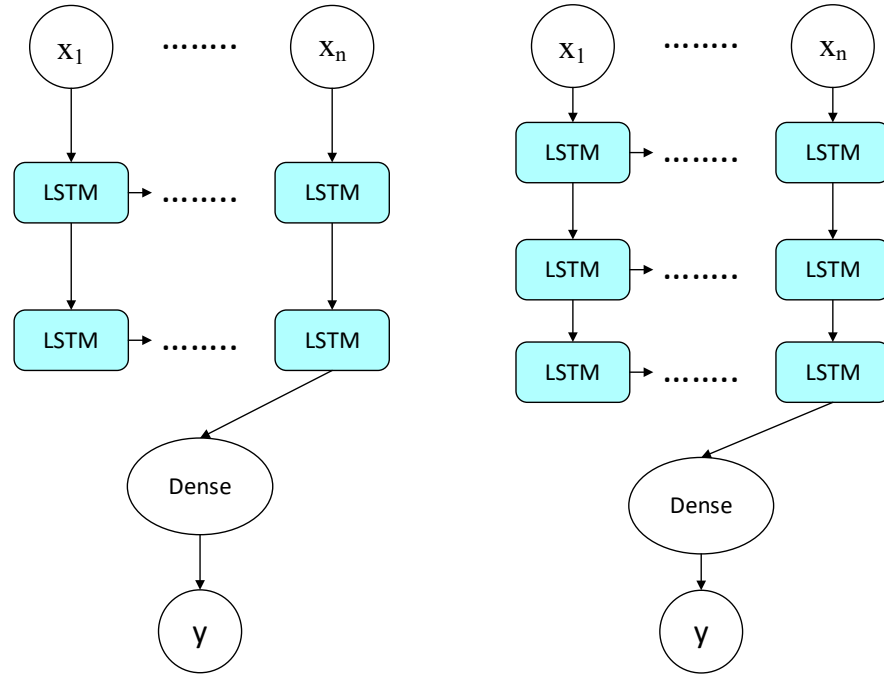 x₁ ........ xₙ
LSTM ........ LSTM
LSTM ........ LSTM
Dense
y
x₁ ........ xₙ
LSTM ........ LSTM
LSTM ........ LSTM
LSTM ........ LSTM
Dense
y